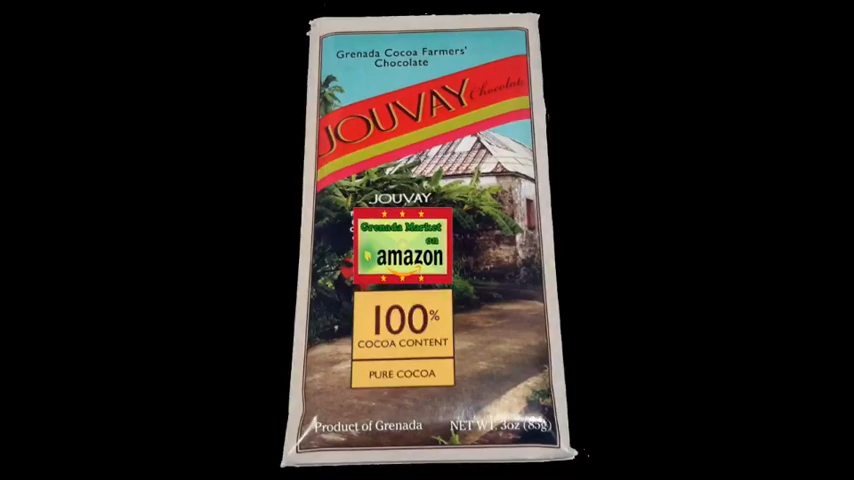 Grenada Cocoa Farmers'
Chocolate
JOUVAY Chocolate
JOUVAY
Grenada Market
on
amazon
100%
COCOA CONTENT
PURE COCOA
Product of Grenada
NET WT. 3oz (85g)